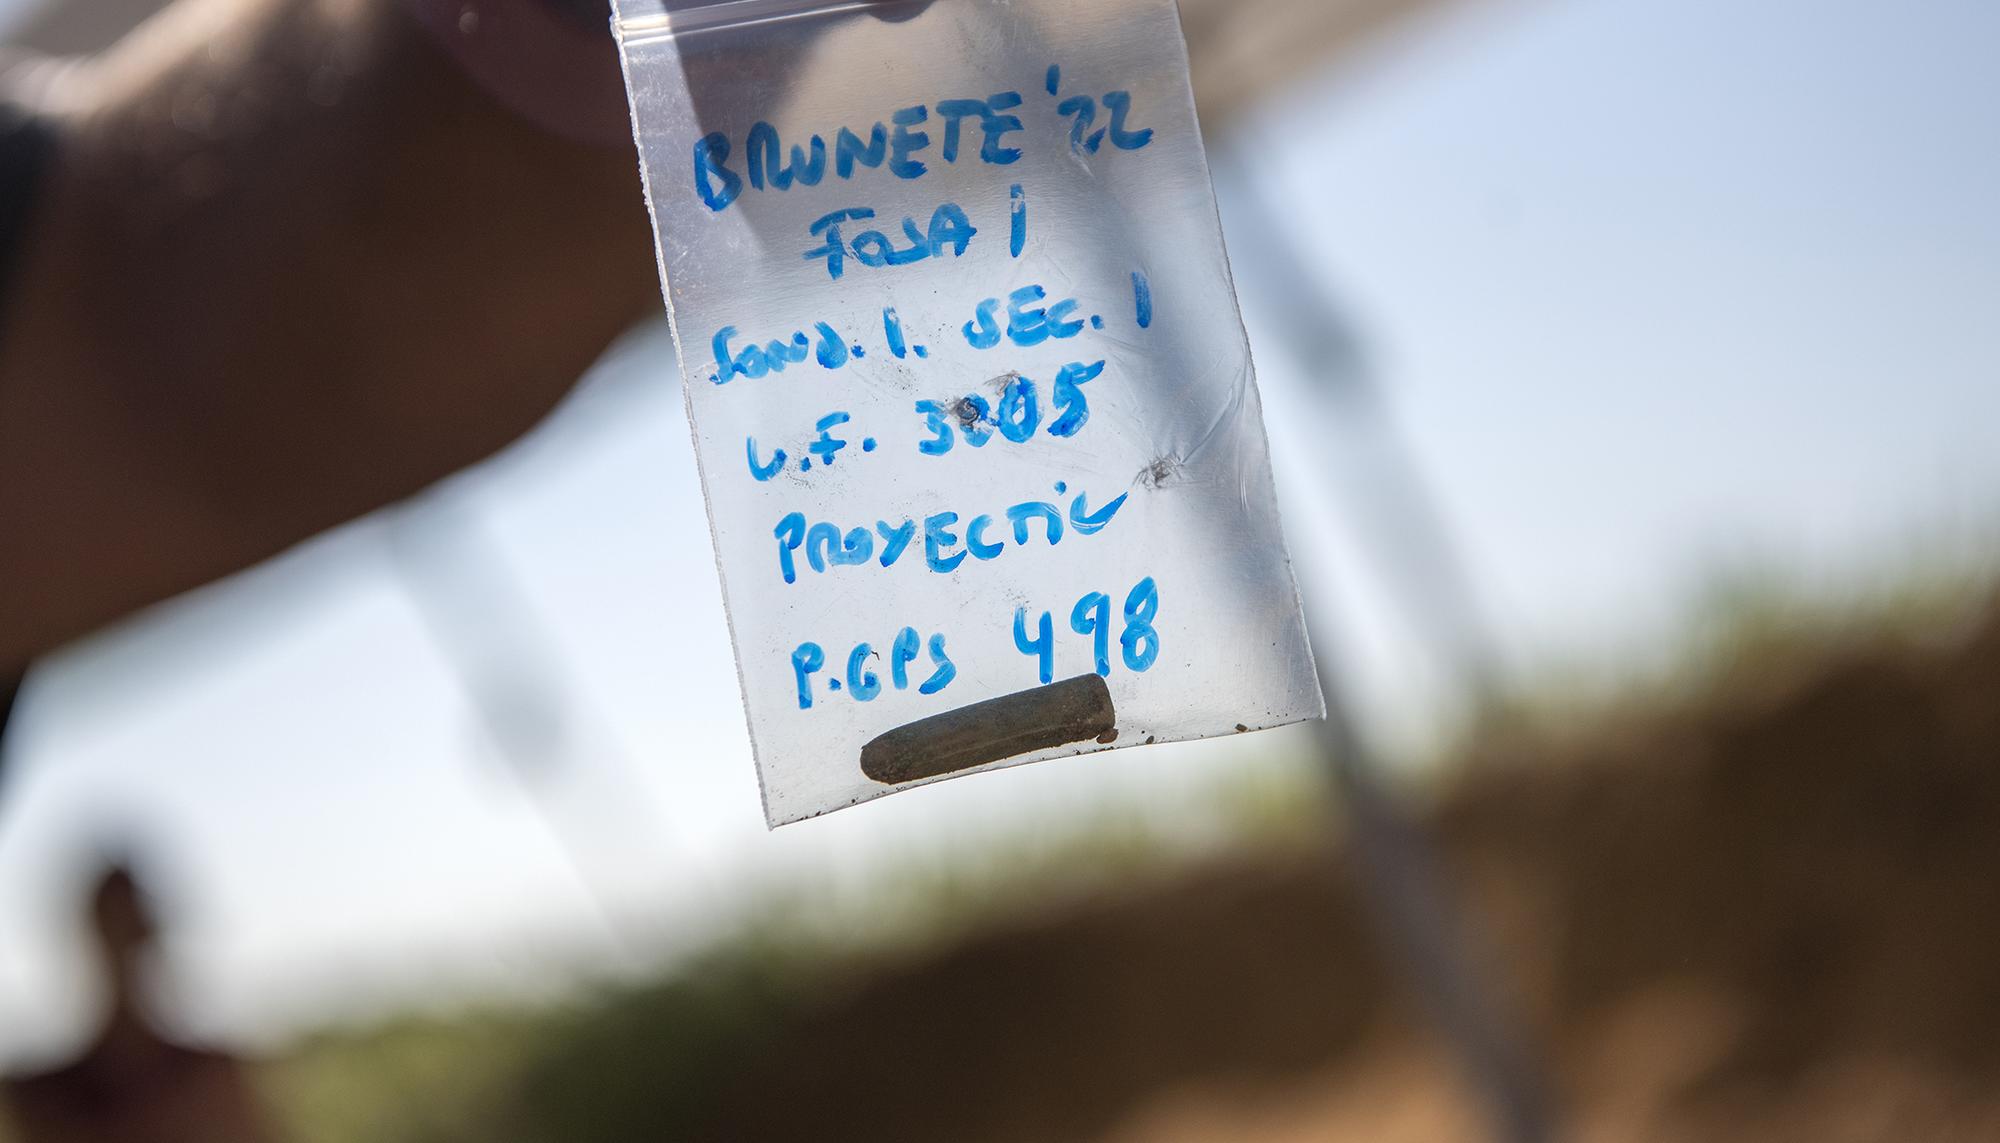 BRUNETE '22
FOSA 1
SOND. 1. SEC. 1
U.F. 3005
PROYECTIL
P.GPS 498